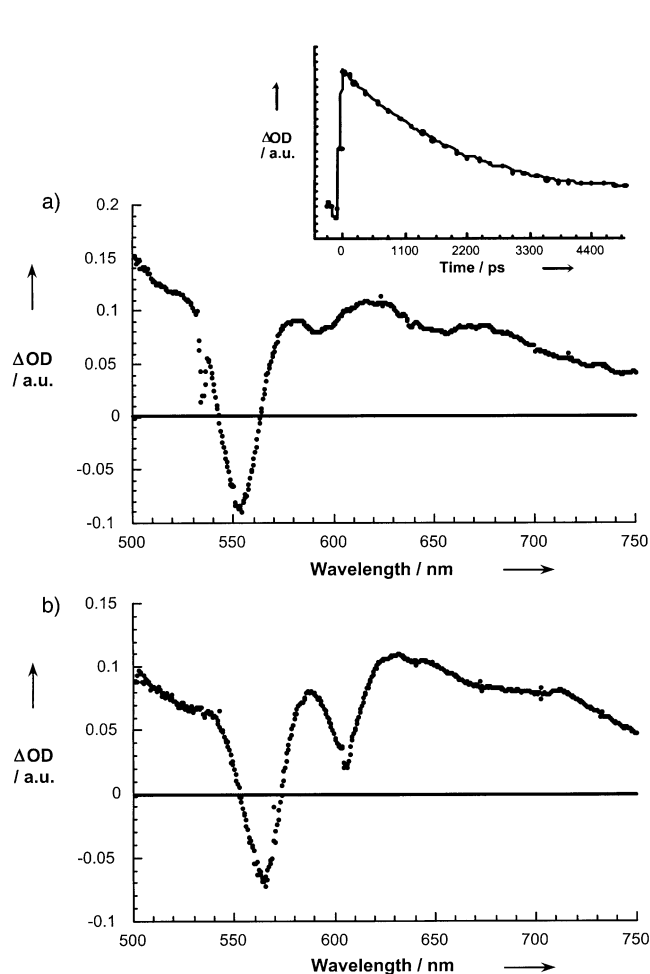 ΔOD
/ a.u.
0 1100 2200 3300 4400
Time / ps
a)
0.2
0.15
0.1
ΔOD
/ a.u.
0.05
0
-0.05
-0.1
500 550 600 650 700 750
Wavelength / nm
b)
0.15
0.1
0.05
ΔOD
/ a.u.
0
-0.05
-0.1
500 550 600 650 700 750
Wavelength / nm